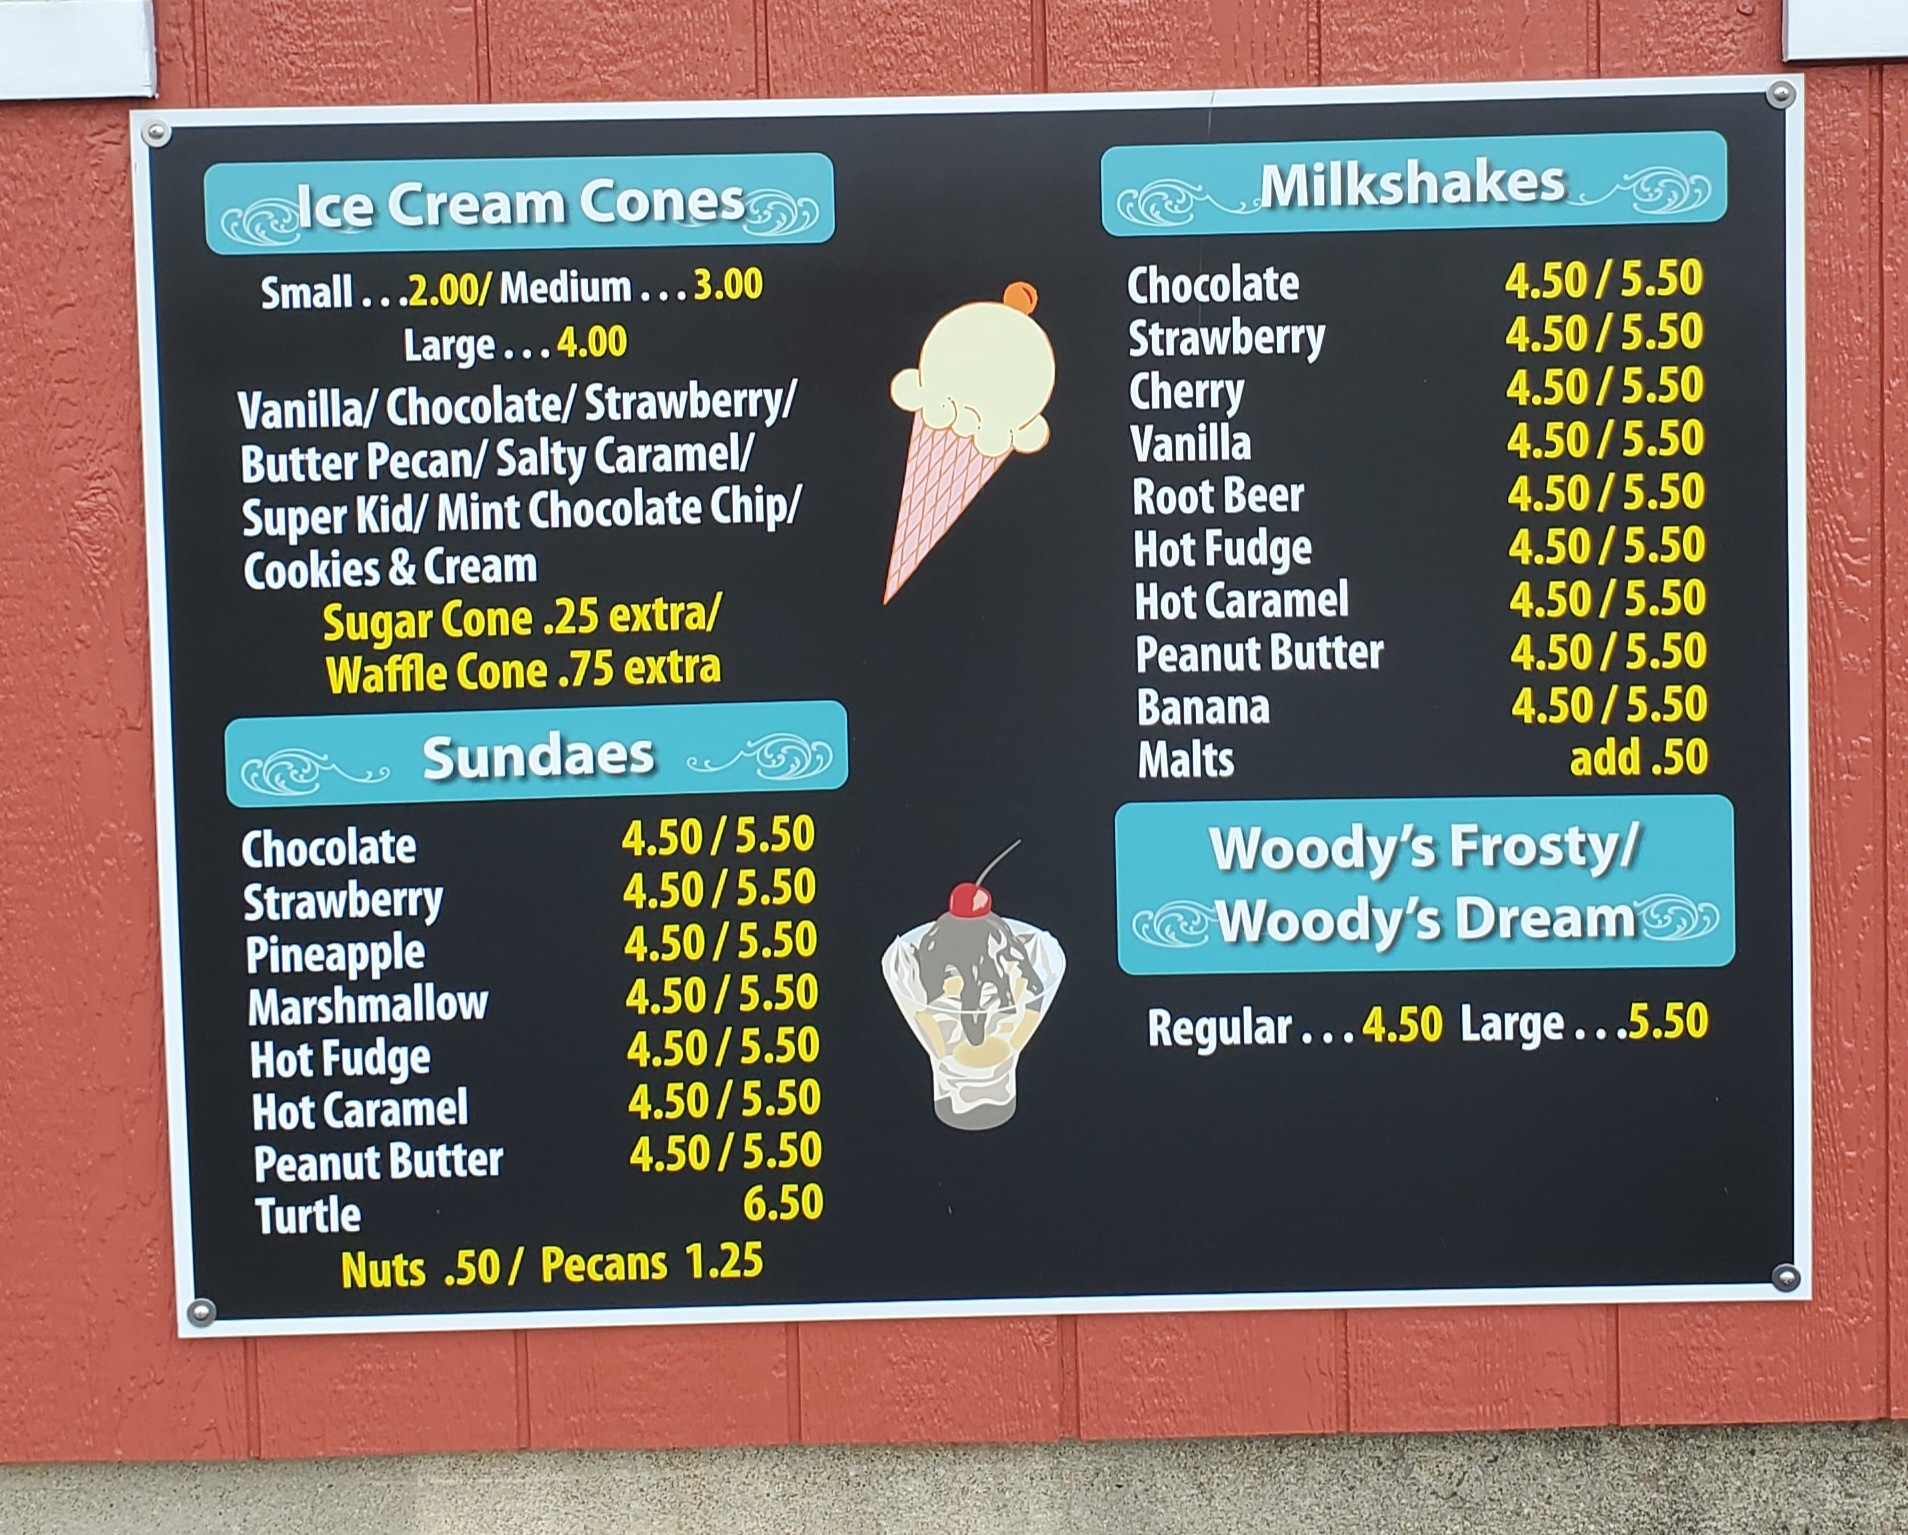 Ice Cream Cones
Small . . .2.00/ Medium . . . 3.00
Large . . . 4.00
Vanilla/ Chocolate/ Strawberry/
Butter Pecan/ Salty Caramel/
Super Kid/ Mint Chocolate Chip/
Cookies & Cream
Sugar Cone .25 extra/
Waffle Cone .75 extra
Sundaes
Chocolate 4.50 / 5.50
Strawberry 4.50 / 5.50
Pineapple 4.50 / 5.50
Marshmallow 4.50 / 5.50
Hot Fudge 4.50 / 5.50
Hot Caramel 4.50 / 5.50
Peanut Butter 4.50 / 5.50
Turtle 6.50
Nuts .50 / Pecans 1.25
Milkshakes
Chocolate 4.50 / 5.50
Strawberry 4.50 / 5.50
Cherry 4.50 / 5.50
Vanilla 4.50 / 5.50
Root Beer 4.50 / 5.50
Hot Fudge 4.50 / 5.50
Hot Caramel 4.50 / 5.50
Peanut Butter 4.50 / 5.50
Banana 4.50 / 5.50
Malts add .50
Woody's Frosty/
Woody's Dream
Regular . . . 4.50 Large . . .5.50